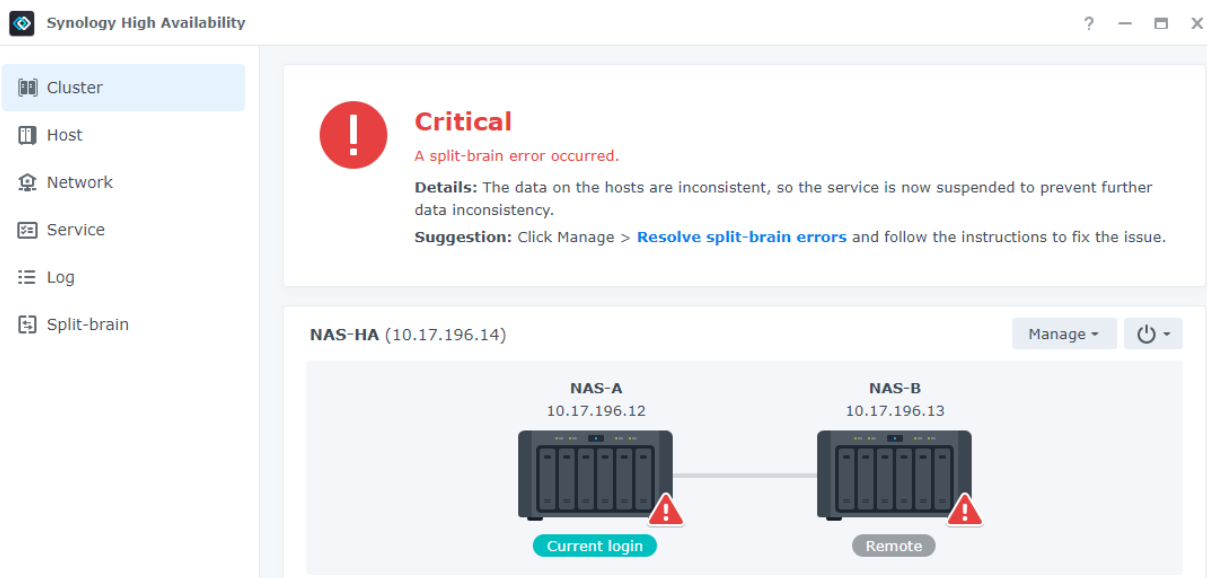 Synology High Availability
?
Cluster
Host
Network
Service
Log
Split-brain
Critical
A split-brain error occurred.
Details: The data on the hosts are inconsistent, so the service is now suspended to prevent further
data inconsistency.
Suggestion: Click Manage > Resolve split-brain errors and follow the instructions to fix the issue.
NAS-HA (10.17.196.14)
Manage
NAS-A
10.17.196.12
Current login
NAS-B
10.17.196.13
Remote